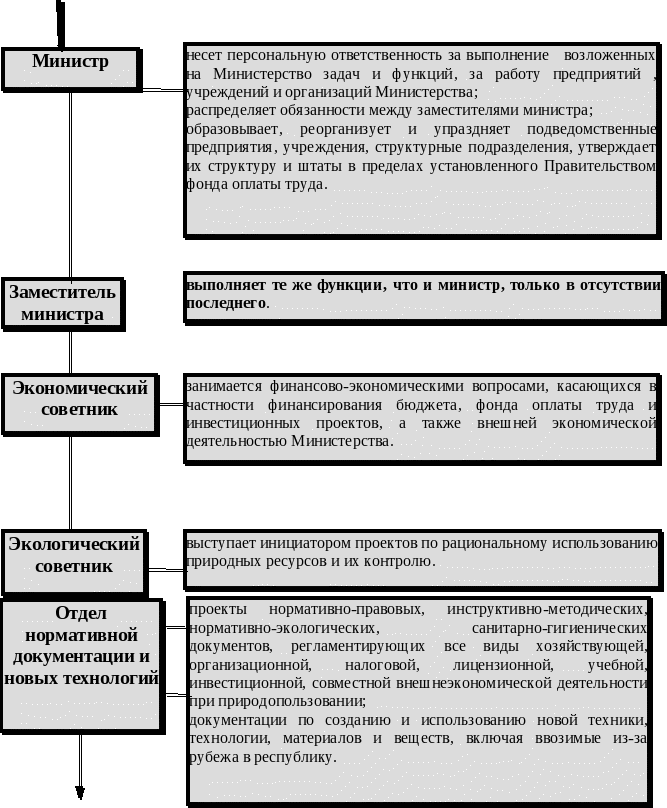 Министр
несет персональную ответственность за выполнение возложенных
на Министерство задач и функций, за работу предприятий ,
учреждений и организаций Министерства;
распределяет обязанности между заместителями министра;
образовывает, реорганизует и упраздняет подведомственные
предприятия, учреждения, структурные подразделения, утверждает
их структуру и штаты в пределах установленного Правительством
фонда оплаты труда.
Заместитель
министра
выполняет те же функции, что и министр, только в отсутствии
последнего.
Экономический
советник
занимается финансово-экономическими вопросами, касающихся в
частности финансирования бюджета, фонда оплаты труда и
инвестиционных проектов, а также внешней экономической
деятельностью Министерства.
Экологический
советник
выступает инициатором проектов по рациональному использованию
природных ресурсов и их контролю.
Отдел
нормативной
документации и
новых технологий
проекты нормативно-правовых, инструктивно-методических,
нормативно-экологических, санитарно-гигиенических
документов, регламентирующих все виды хозяйствующей,
организационной, налоговой, лицензионной, учебной,
инвестиционной, совместной внешнеэкономической деятельности
при природопользовании;
документации по созданию и использованию новой техники,
технологии, материалов и веществ, включая ввозимые из-за
рубежа в республику.